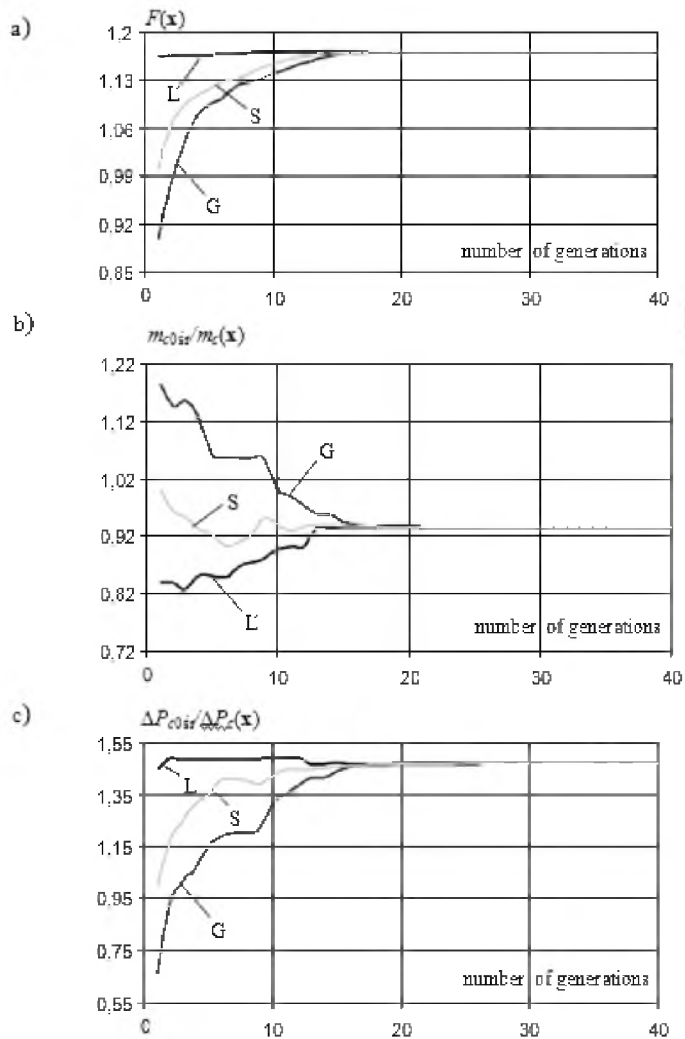 a)
F(x)
1,2
1,13
1,06
0,99
0,92
0,85
L
S
G
number of generations
0 10 20 30 40
b)
m_c0śr/m_c(x)
1,22
1,12
1,02
0,92
0,82
0,72
G
S
L
number of generations
0 10 20 30 40
c)
ΔP_c0śr/ΔP_c(x)
1,55
1,35
1,15
0,95
0,75
0,55
L
S
G
number of generations
0 10 20 30 40